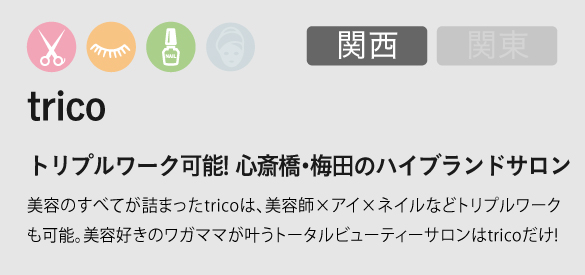 NAIL
関西 関東
trico
トリプルワーク可能! 心斎橋・梅田のハイブランドサロン
美容のすべてが詰まったtricoは、美容師×アイ×ネイルなどトリプルワーク
も可能。美容好きのワガママが叶うトータルビューティーサロンはtricoだけ!